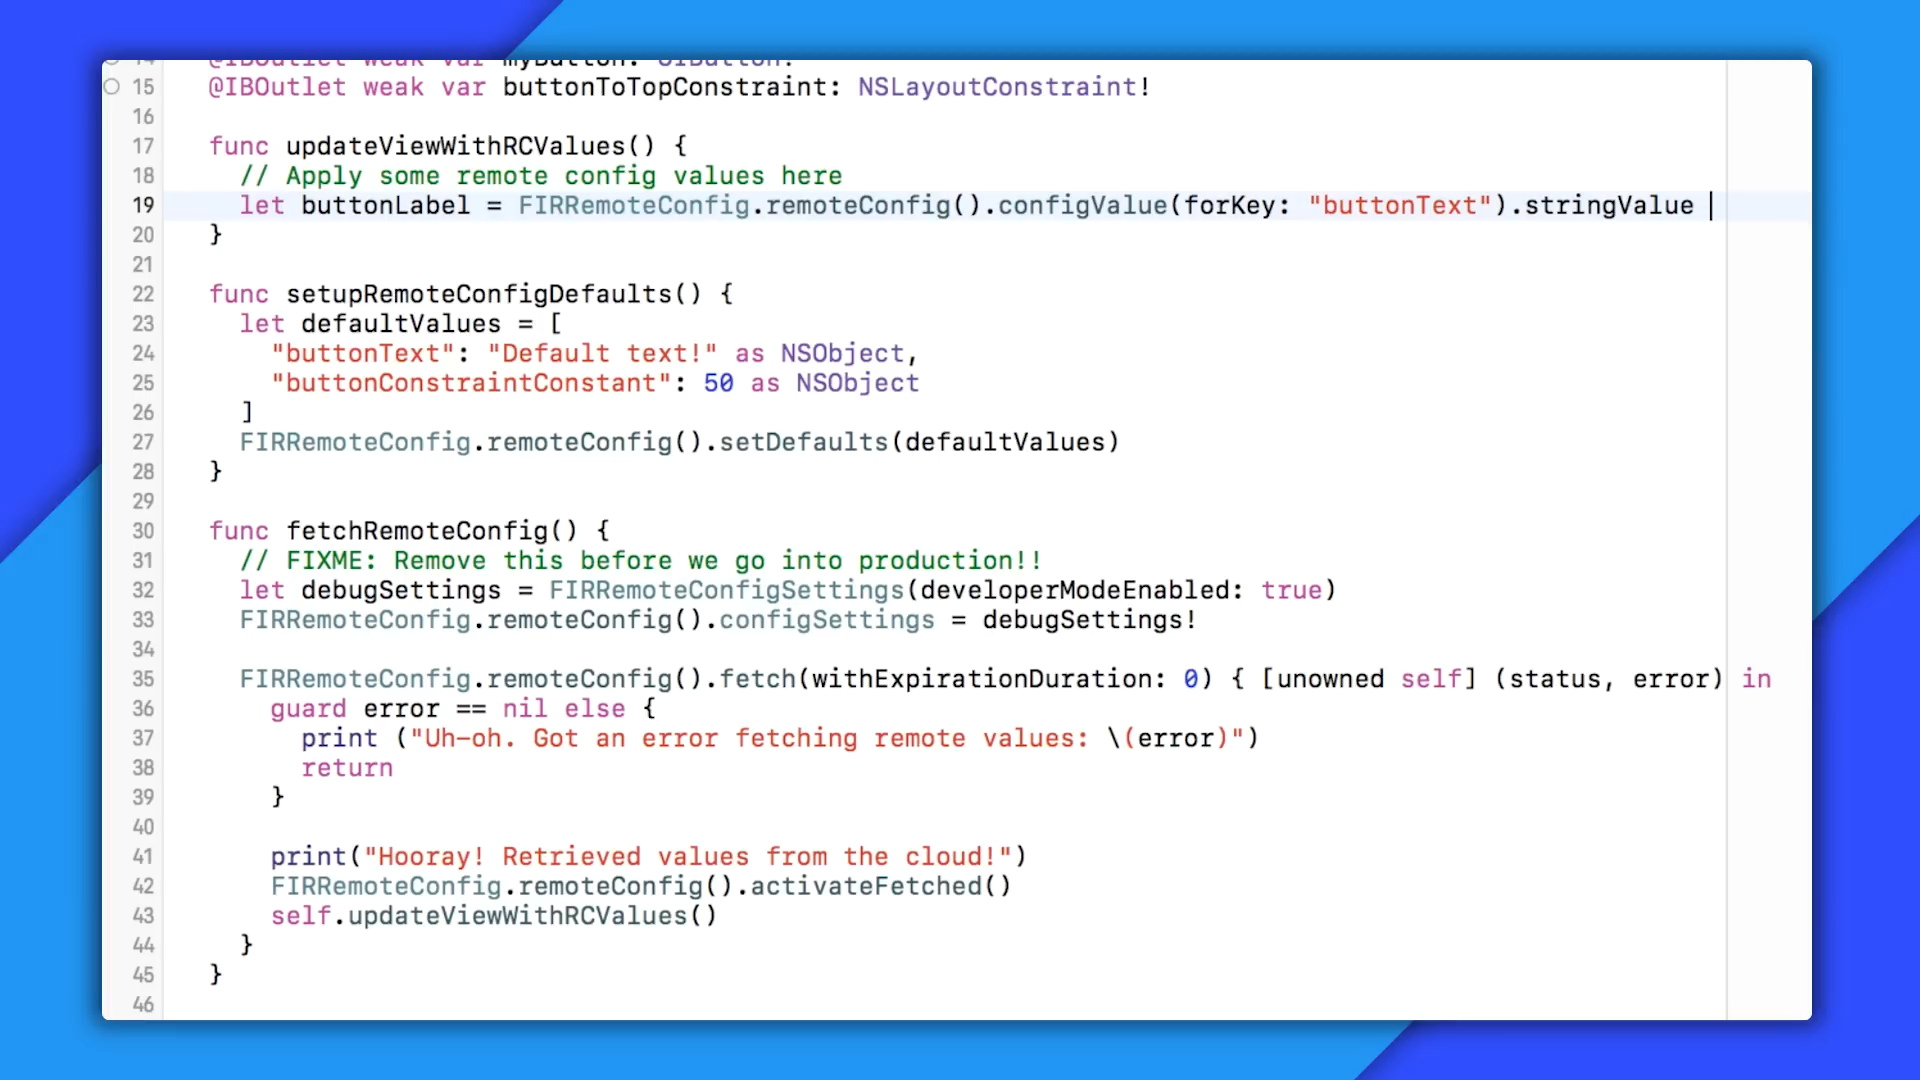 14 @IBOutlet weak var myButton: UIButton!
15 @IBOutlet weak var buttonToTopConstraint: NSLayoutConstraint!
16
17 func updateViewWithRCValues() {
18 // Apply some remote config values here
19 let buttonLabel = FIRRemoteConfig.remoteConfig().configValue(forKey: "buttonText").stringValue
20 }
21
22 func setupRemoteConfigDefaults() {
23 let defaultValues = [
24 "buttonText": "Default text!" as NSObject,
25 "buttonConstraintConstant": 50 as NSObject
26 ]
27 FIRRemoteConfig.remoteConfig().setDefaults(defaultValues)
28 }
29
30 func fetchRemoteConfig() {
31 // FIXME: Remove this before we go into production!!
32 let debugSettings = FIRRemoteConfigSettings(developerModeEnabled: true)
33 FIRRemoteConfig.remoteConfig().configSettings = debugSettings!
34
35 FIRRemoteConfig.remoteConfig().fetch(withExpirationDuration: 0) { [unowned self] (status, error) in
36 guard error == nil else {
37 print ("Uh-oh. Got an error fetching remote values: \(error)")
38 return
39 }
40
41 print("Hooray! Retrieved values from the cloud!")
42 FIRRemoteConfig.remoteConfig().activateFetched()
43 self.updateViewWithRCValues()
44 }
45 }
46